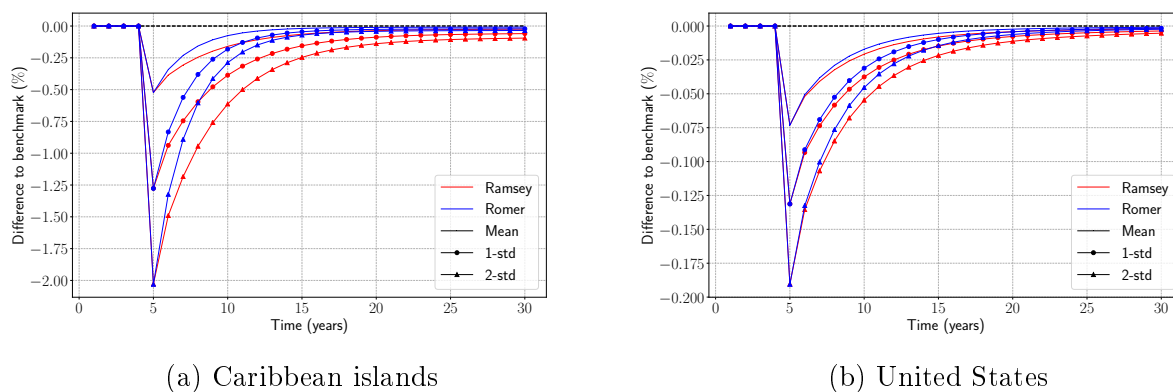 0.000
−0.25
−0.50
−0.75
−1.00
−1.25
−1.50
−1.75
−2.00
Difference to benchmark (%)
0 5 10 15 20 25 30
Time (years)
Ramsey
Romer
Mean
1-std
2-std
(a) Caribbean islands
0.000
−0.025
−0.050
−0.075
−0.100
−0.125
−0.150
−0.175
−0.200
Difference to benchmark (%)
0 5 10 15 20 25 30
Time (years)
Ramsey
Romer
Mean
1-std
2-std
(b) United States